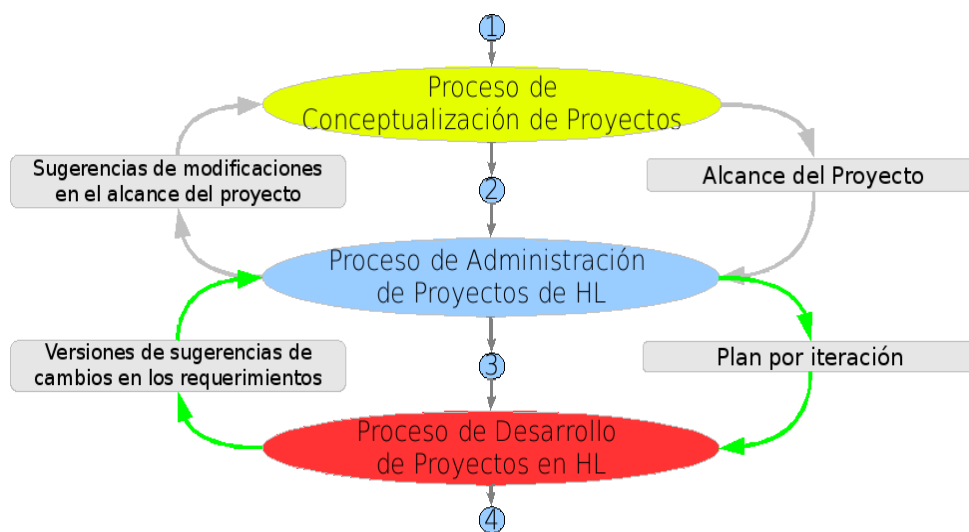 1
Proceso de
Conceptualización de Proyectos
Sugerencias de modificaciones
en el alcance del proyecto
Alcance del Proyecto
2
Proceso de Administración
de Proyectos de HL
Versiones de sugerencias de
cambios en los requerimientos
Plan por iteración
3
Proceso de Desarrollo
de Proyectos en HL
4